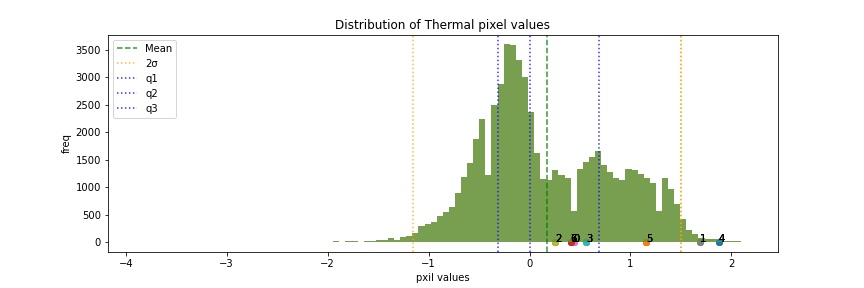 Distribution of Thermal pixel values
Mean
2σ
q1
q2
q3
freq
3500
3000
2500
2000
1500
1000
500
0
2
0
3
5
1
4
−4
−3
−2
−1
0
1
2
pxil values